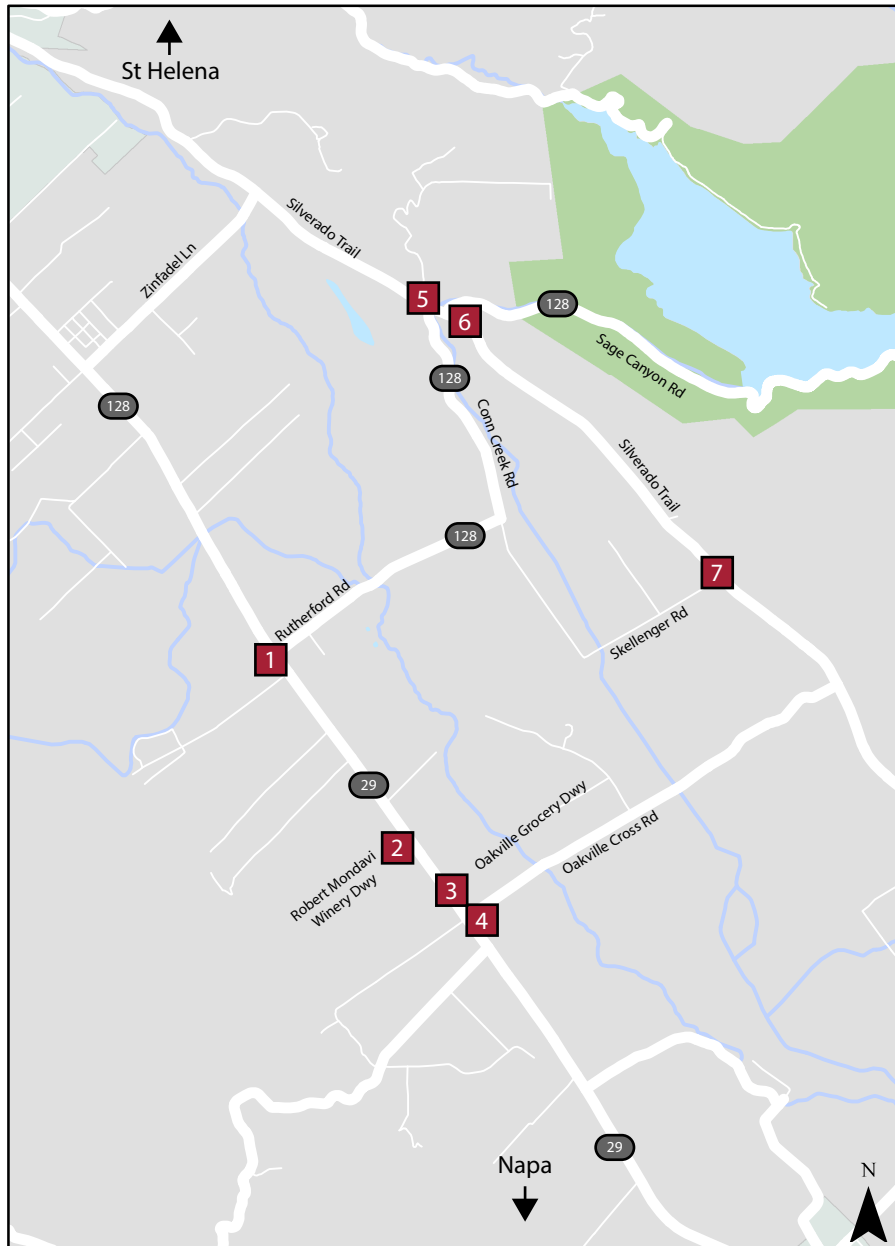 St Helena
Silverado Trail
Zinfadel Ln
5
6
128
Sage Canyon Rd
128
128
Conn Creek Rd
Silverado Trail
128
7
Rutherford Rd
Skellenger Rd
1
29
Oakville Grocery Dwy
2
Oakville Cross Rd
Robert Mondavi
Winery Dwy
3
4
29
Napa
N